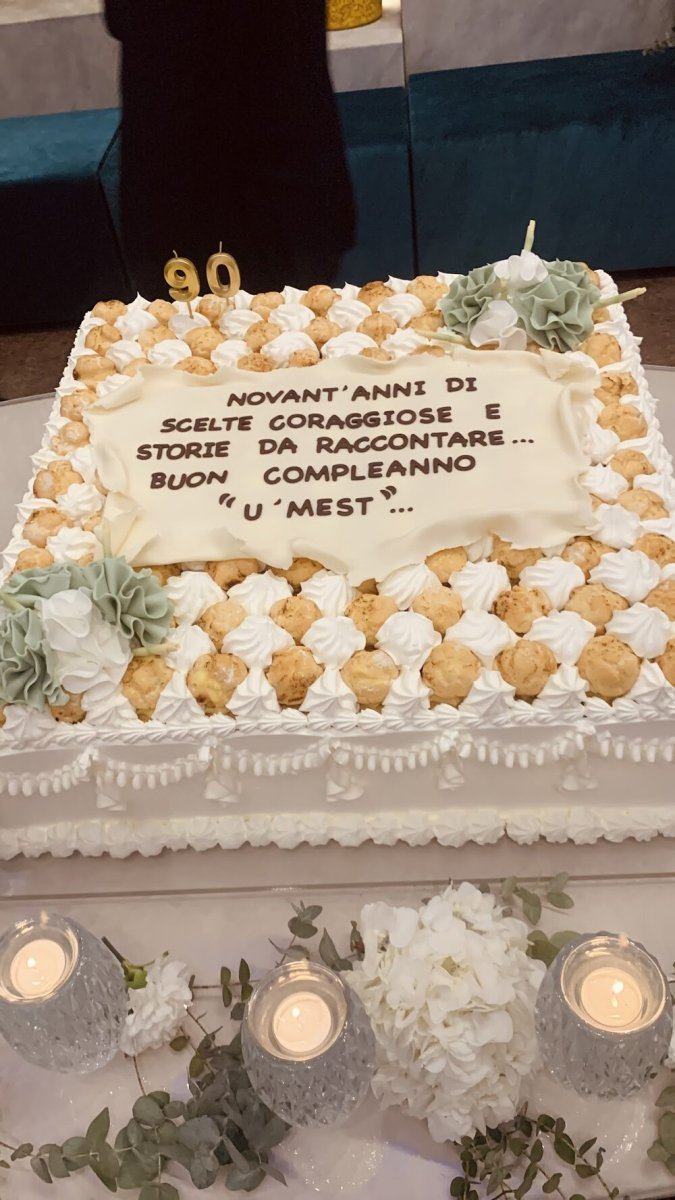 90
NOVANT'ANNI DI
SCELTE CORAGGIOSE E
STORIE DA RACCONTARE...
BUON COMPLEANNO
"U'MEST"...